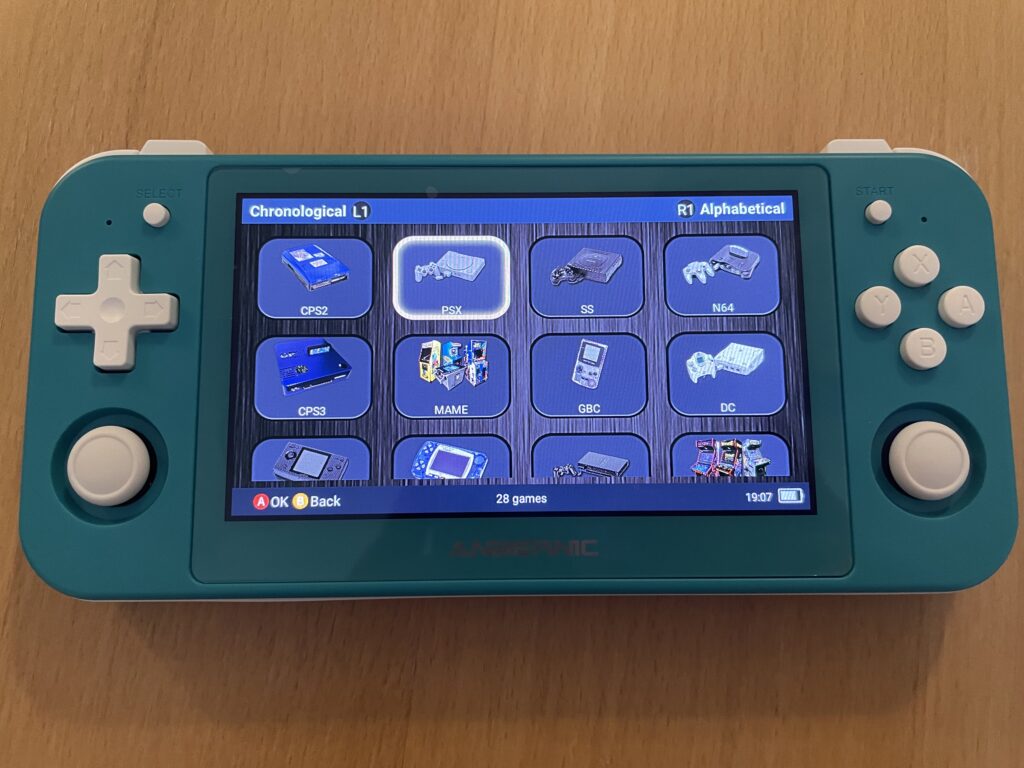 SELECT
START
Chronological L1
R1 Alphabetical
CPS2
PSX
SS
N64
CPS3
MAME
GBC
DC
A OK B Back
28 games
19:07
X
Y
A
B
ANBERNIC